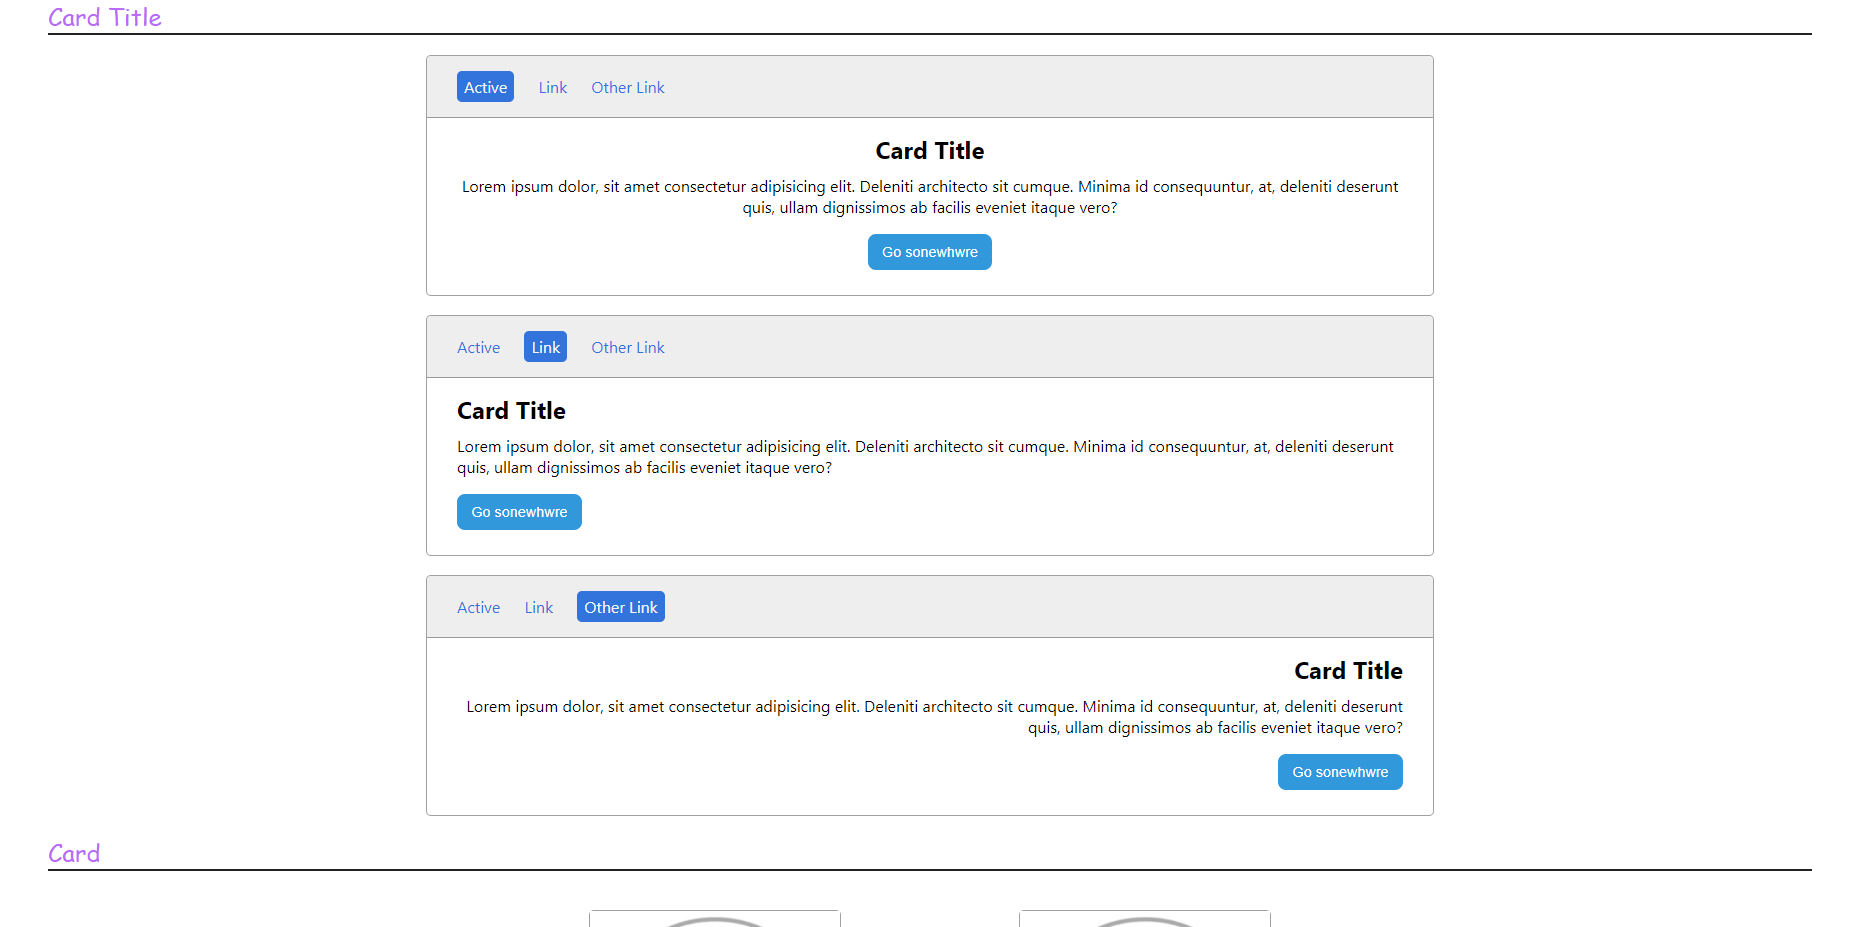 Card Title
Active Link Other Link
Card Title
Lorem ipsum dolor, sit amet consectetur adipisicing elit. Deleniti architecto sit cumque. Minima id consequuntur, at, deleniti deserunt
quis, ullam dignissimos ab facilis eveniet itaque vero?
Go sonewhwre
Active Link Other Link
Card Title
Lorem ipsum dolor, sit amet consectetur adipisicing elit. Deleniti architecto sit cumque. Minima id consequuntur, at, deleniti deserunt
quis, ullam dignissimos ab facilis eveniet itaque vero?
Go sonewhwre
Active Link Other Link
Card Title
Lorem ipsum dolor, sit amet consectetur adipisicing elit. Deleniti architecto sit cumque. Minima id consequuntur, at, deleniti deserunt
quis, ullam dignissimos ab facilis eveniet itaque vero?
Go sonewhwre
Card